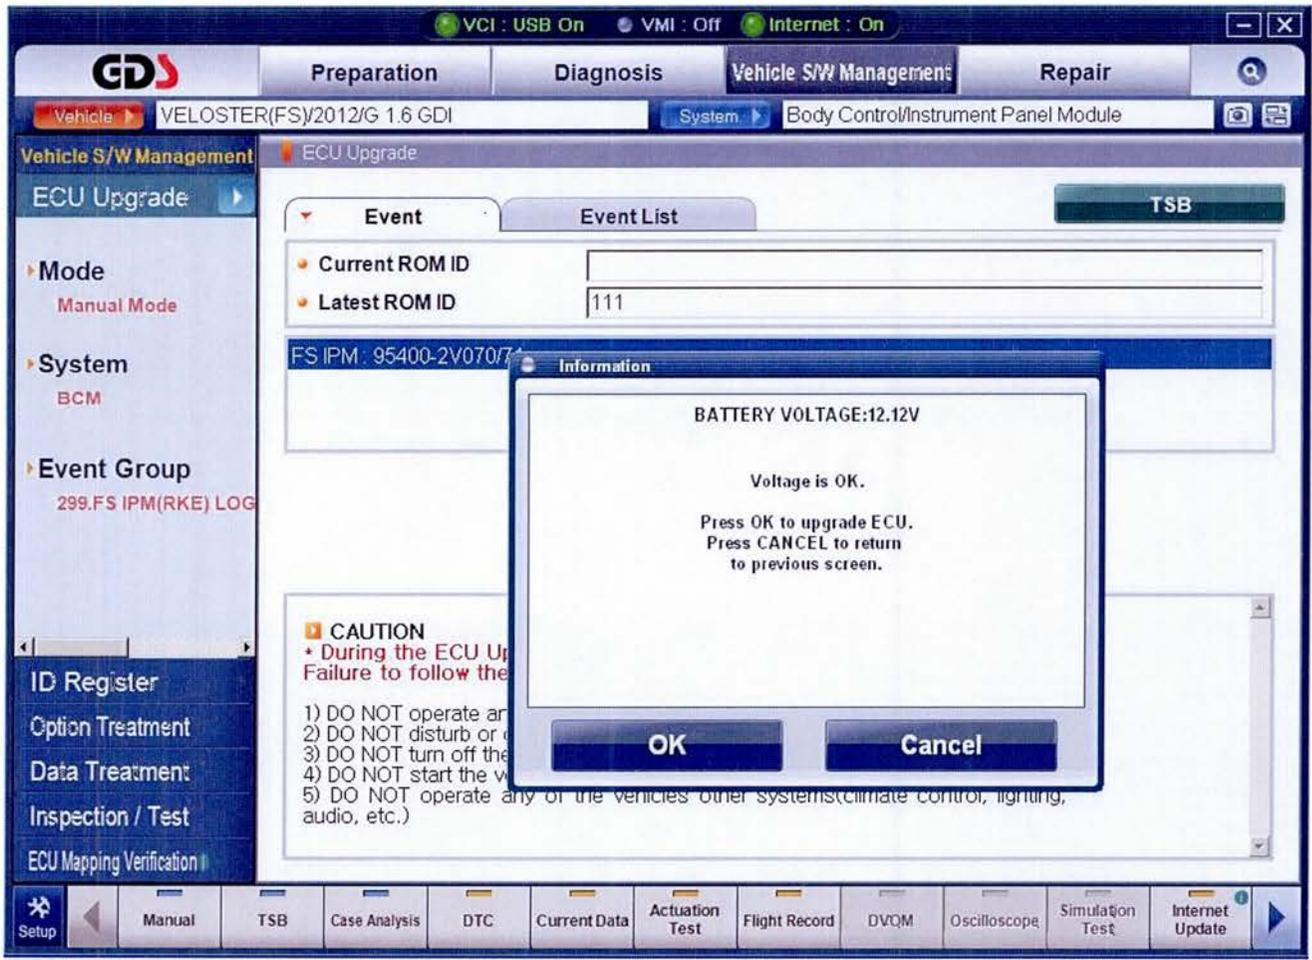 VCI : USB On VMI : Off Internet : On
GDS Preparation Diagnosis Vehicle S/W Management Repair
Vehicle VELOSTER(FS)/2012/G 1.6 GDI System Body Control/Instrument Panel Module
Vehicle S/W Management ECU Upgrade
ECU Upgrade
Event Event List TSB
Mode
Manual Mode
System
BCM
Event Group
299.FS IPM(RKE) LOG
Current ROM ID
Latest ROM ID 111
FS IPM : 95400-2V070/
Information
BATTERY VOLTAGE:12.12V
Voltage is OK.
Press OK to upgrade ECU.
Press CANCEL to return
to previous screen.
OK Cancel
CAUTION
* During the ECU
Failure to follow the
1) DO NOT operate
2) DO NOT disturb or
3) DO NOT turn off the
4) DO NOT start the
5) DO NOT operate any of the vehicles other systems(climate control, lighting,
audio, etc.)
ID Register
Option Treatment
Data Treatment
Inspection / Test
ECU Mapping Verification
Setup Manual TSB Case Analysis DTC Current Data Actuation Test Flight Record DVOM Oscilloscope Simulation Test Internet Update